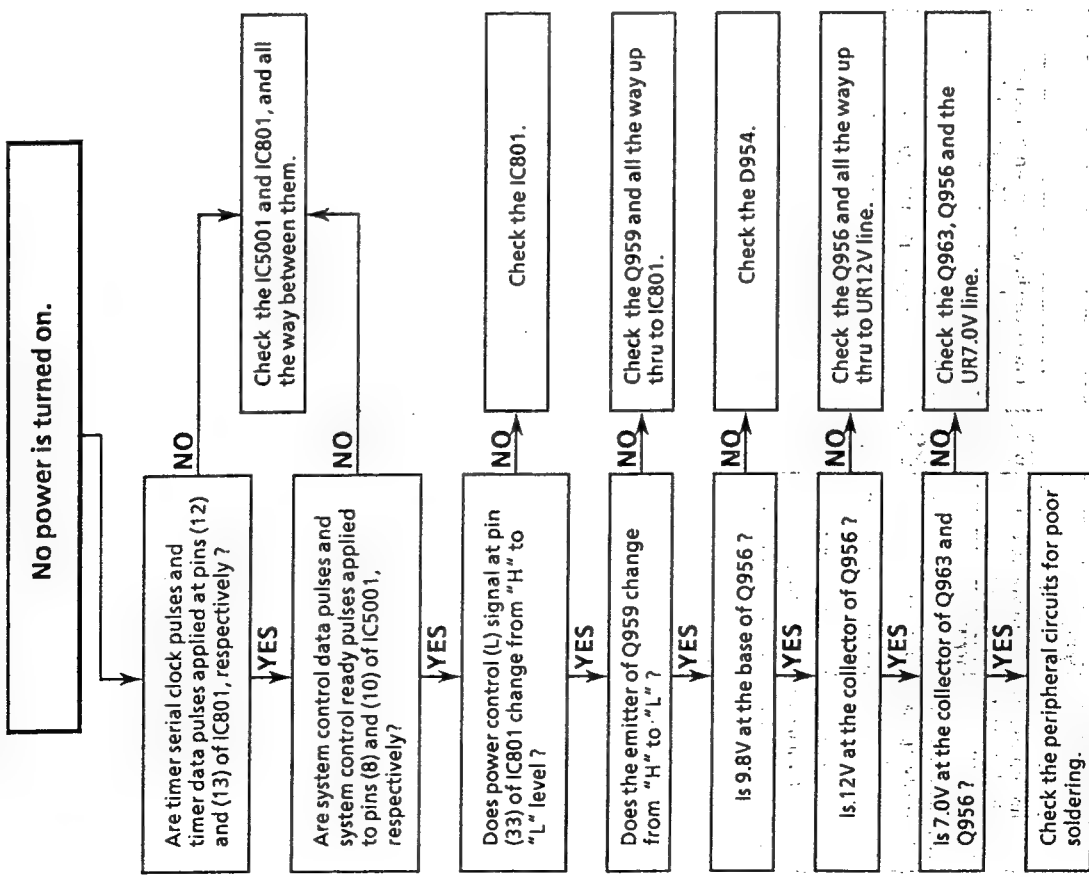 No power is turned on.
Are timer serial clock pulses and
timer data pulses applied at pins (12)
and (13) of IC801, respectively ?
NO
Check the IC5001 and IC801, and all
the way between them.
YES
Are system control data pulses and
system control ready pulses applied
to pins (8) and (10) of IC5001,
respectively?
NO
YES
Does power control (L) signal at pin
(33) of IC801 change from "H" to
"L" level ?
NO
Check the IC801.
YES
Does the emitter of Q959 change
from "H" to "L" ?
NO
Check the Q959 and all the way up
thru to IC801.
YES
Is 9.8V at the base of Q956 ?
NO
Check the D954.
YES
Is 12V at the collector of Q956 ?
NO
Check the Q956 and all the way up
thru to UR12V line.
YES
Is 7.0V at the collector of Q963 and
Q956 ?
NO
Check the Q963, Q956 and the
UR7.0V line.
YES
Check the peripheral circuits for poor
soldering.